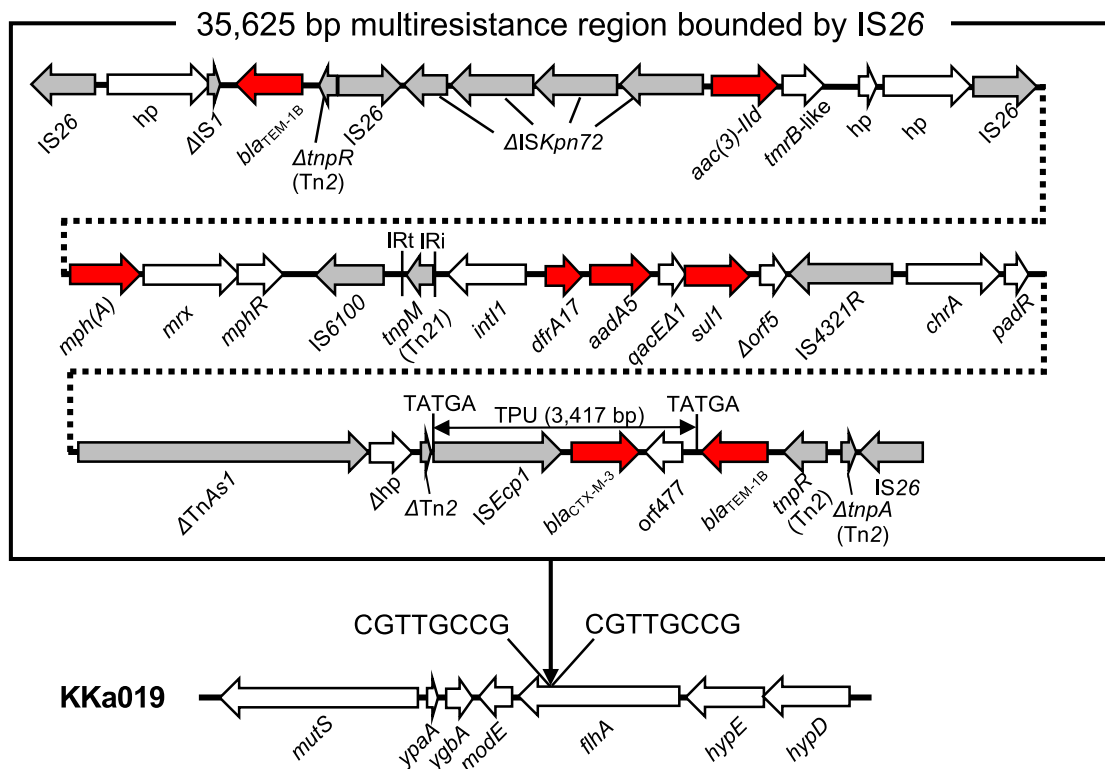 35,625 bp multiresistance region bounded by IS26
IS26
hp
ΔIS1
blaTEM-1B
ΔtnpR
(Tn2)
IS26
ΔISKpn72
aac(3)-IId
tmrB-like
hp
hp
IS26
IRt IRi
mph(A)
mrx
mphR
IS6100
tnpM
(Tn21)
intI1
dfrA17
aadA5
qacEΔ1
sul1
Δorf5
IS4321R
chrA
padR
TATGA
TPU (3,417 bp)
TATGA
ΔTnAs1
Δhp
ΔTn2
ISEcp1
blaCTX-M-3
orf477
blaTEM-1B
tnpR
(Tn2)
ΔtnpA
(Tn2)
IS26
CGTTGCCG
CGTTGCCG
KKa019
mutS
ypaA
ygbA
modE
flhA
hypE
hypD